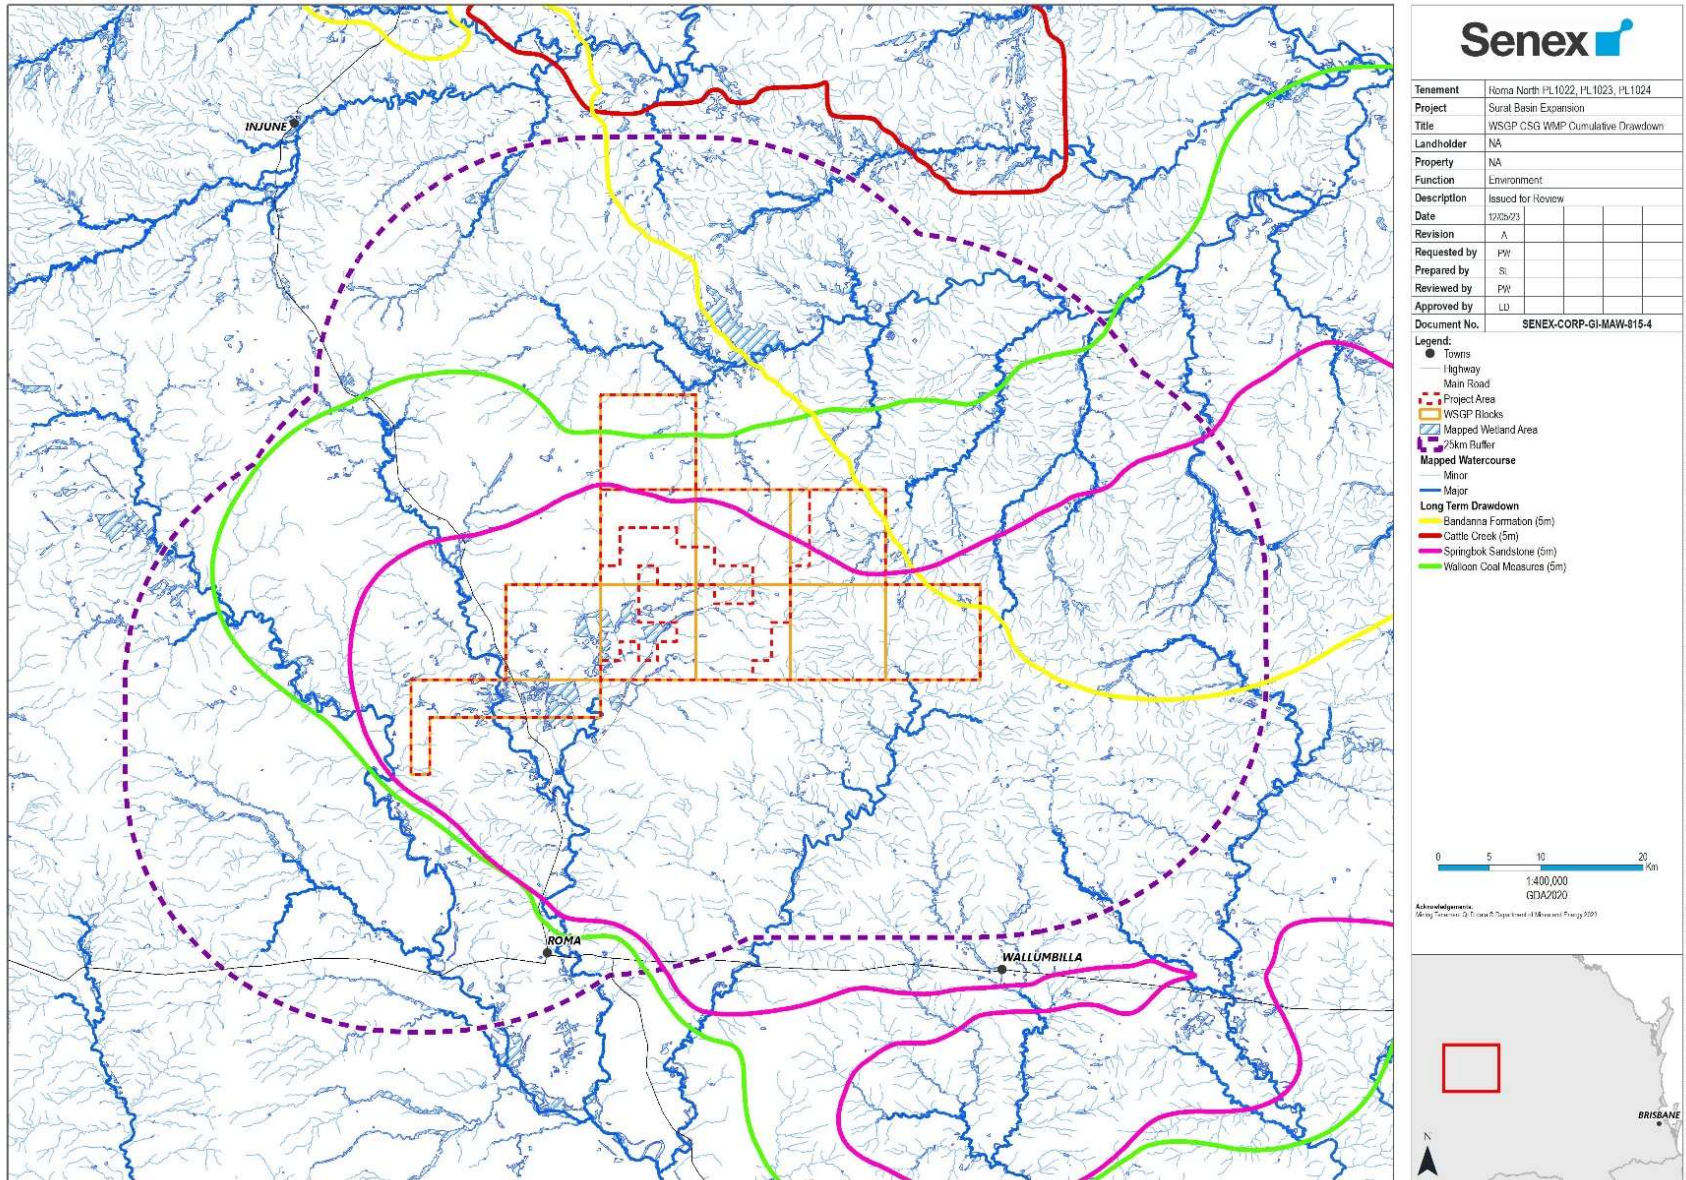 Senex
Tenement Roma North PL1022, PL1023, PL1024
Project Surat Basin Expansion
Title WSGP CSG WMP Cumulative Drawdown
Landholder NA
Property NA
Function Environment
Description Issued for Review
Date 12/05/23
Revision A
Requested by PW
Prepared by SL
Reviewed by PW
Approved by LD
Document No. SENEX-CORP-GI-MAW-815-4
Legend:
Towns
Highway
Main Road
Project Area
WSGP Blocks
Mapped Wetland Area
25km Buffer
Mapped Watercourse
Minor
Major
Long Term Drawdown
Bandanna Formation (5m)
Cattle Creek (5m)
Springbok Sandstone (5m)
Walloon Coal Measures (5m)
0 5 10 20
Km
1:400,000
GDA2020
Acknowledgements:
BRISBANE
N
INJUNE
ROMA
WALLUMBILLA